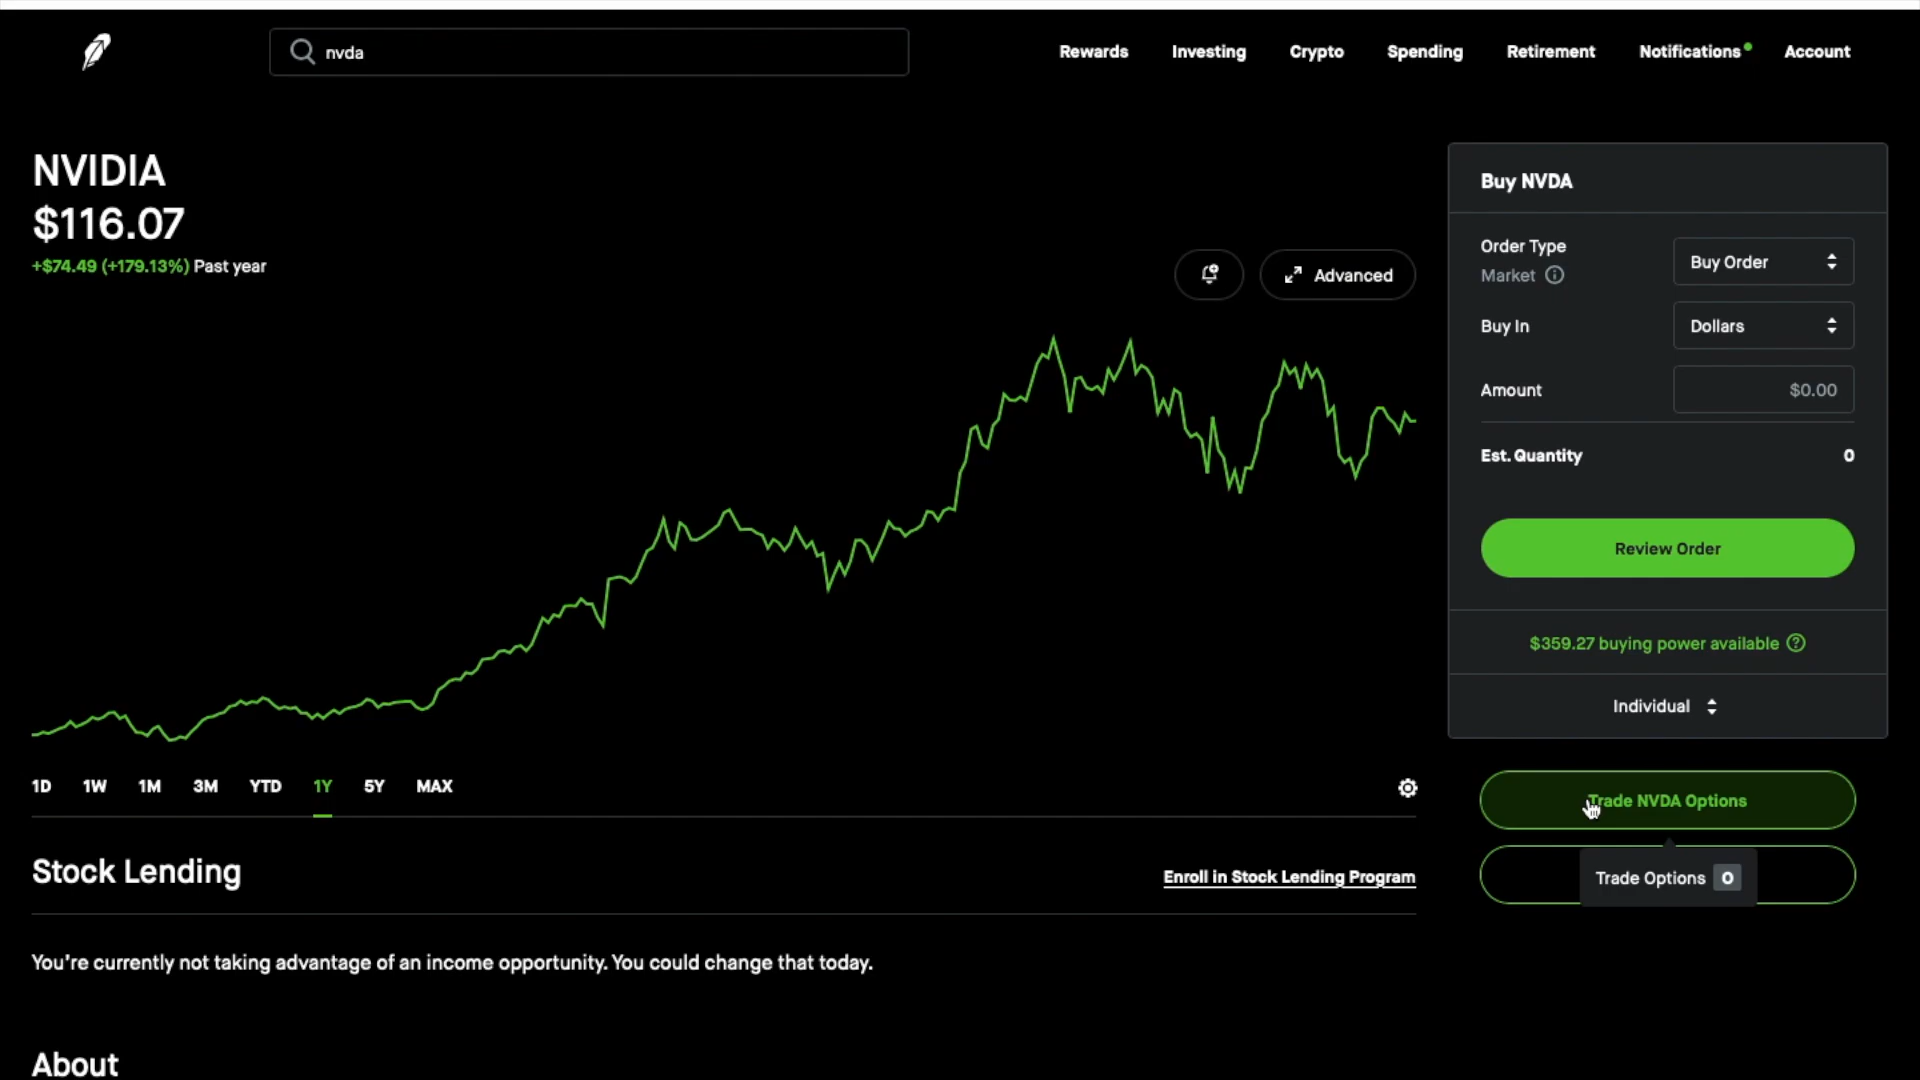 nvda
Rewards
Investing
Crypto
Spending
Retirement
Notifications
Account
NVIDIA
$116.07
+$74.49 (+179.13%) Past year
Advanced
1D
1W
1M
3M
YTD
1Y
5Y
MAX
Stock Lending
Enroll in Stock Lending Program
You're currently not taking advantage of an income opportunity. You could change that today.
About
Buy NVDA
Order Type
Market
Buy Order
Buy In
Dollars
Amount
$0.00
Est. Quantity
0
Review Order
$359.27 buying power available
Individual
Trade NVDA Options
Trade Options O